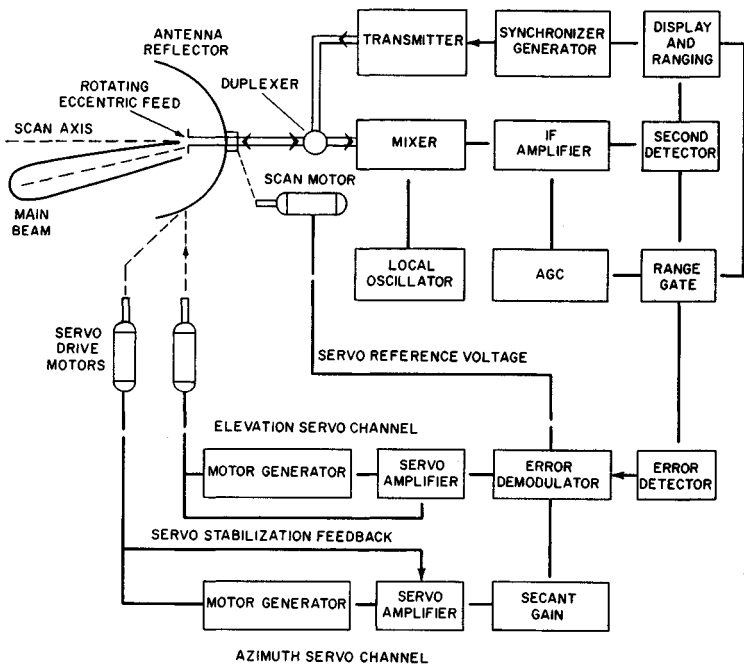 ANTENNA
REFLECTOR
TRANSMITTER
SYNCHRONIZER
GENERATOR
DISPLAY
AND
RANGING
ROTATING
ECCENTRIC FEED
DUPLEXER
SCAN AXIS
MIXER
IF
AMPLIFIER
SECOND
DETECTOR
SCAN MOTOR
MAIN
BEAM
LOCAL
OSCILLATOR
AGC
RANGE
GATE
SERVO
DRIVE
MOTORS
SERVO REFERENCE VOLTAGE
ELEVATION SERVO CHANNEL
MOTOR GENERATOR
SERVO
AMPLIFIER
ERROR
DEMODULATOR
ERROR
DETECTOR
SERVO STABILIZATION FEEDBACK
MOTOR GENERATOR
SERVO
AMPLIFIER
SECANT
GAIN
AZIMUTH SERVO CHANNEL